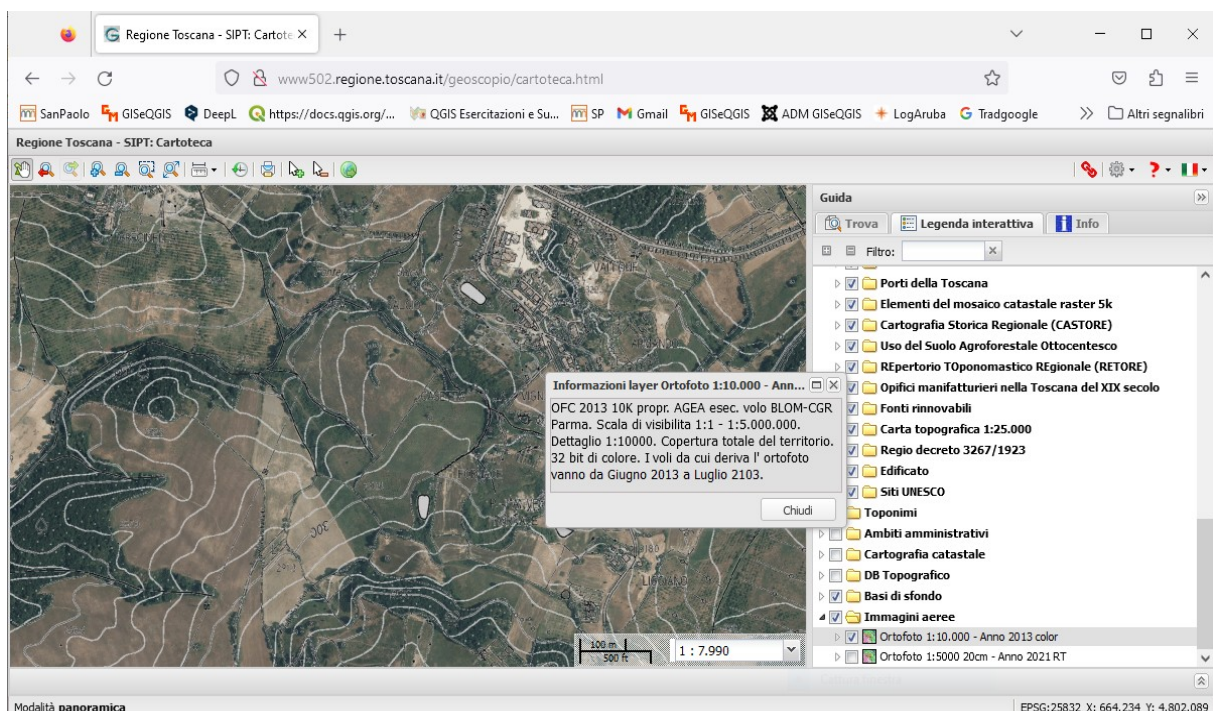 Regione Toscana - SIPT: Cartote
www502.regione.toscana.it/geoscopio/cartoteca.html
SanPaolo GISeQGIS DeepL https://docs.qgis.org/... QGIS Esercitazioni e Su... SP Gmail GISeQGIS ADM GISeQGIS LogAruba Tradgoogle Altri segnalibri
Regione Toscana - SIPT: Cartoteca
Guida
Trova Legenda interattiva Info
Filtro:
Porti della Toscana
Elementi del mosaico catastale raster 5k
Cartografia Storica Regionale (CASTORE)
Uso del Suolo Agroforestale Ottocentesco
REpertorio TOponomastico REgionale (RETORE)
Opifici manifatturieri nella Toscana del XIX secolo
Fonti rinnovabili
Carta topografica 1:25.000
Regio decreto 3267/1923
Edificato
Siti UNESCO
Toponimi
Ambiti amministrativi
Cartografia catastale
DB Topografico
Basi di sfondo
Immagini aeree
Ortofoto 1:10.000 - Anno 2013 color
Ortofoto 1:5000 20cm - Anno 2021 RT
Informazioni layer Ortofoto 1:10.000 - Ann...
OFC 2013 10K propr. AGEA esec. volo BLOM-CGR
Parma. Scala di visibilita 1:1 - 1:5.000.000.
Dettaglio 1:10000. Copertura totale del territorio.
32 bit di colore. I voli da cui deriva l' ortofoto
vanno da Giugno 2013 a Luglio 2103.
Chiudi
300
100 m
500 ft
1 : 7.990
Modalità panoramica
EPSG:25832 X: 664.234 Y: 4.802.089